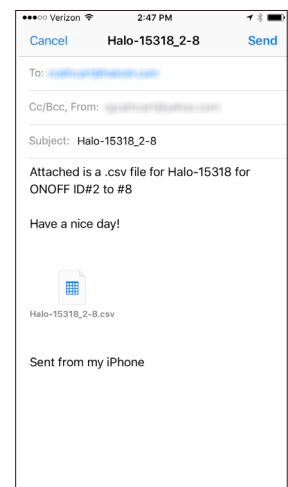 Verizon 2:47 PM
Cancel Halo-15318_2-8 Send
To:
Cc/Bcc, From:
Subject: Halo-15318_2-8
Attached is a .csv file for Halo-15318 for
ONOFF ID#2 to #8
Have a nice day!
Halo-15318_2-8.csv
Sent from my iPhone